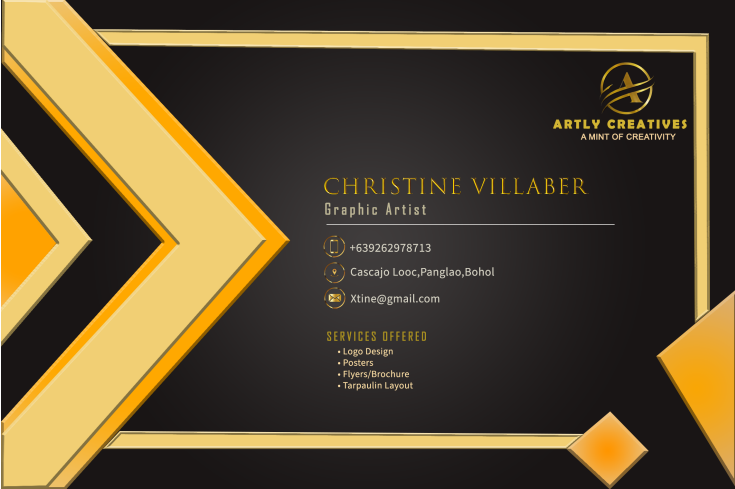 ARTLY CREATIVES
A MINT OF CREATIVITY
CHRISTINE VILLABER
Graphic Artist
+639262978713
Cascajo Looc,Panglao,Bohol
Xtine@gmail.com
SERVICES OFFERED
• Logo Design
• Posters
• Flyers/Brochure
• Tarpaulin Layout